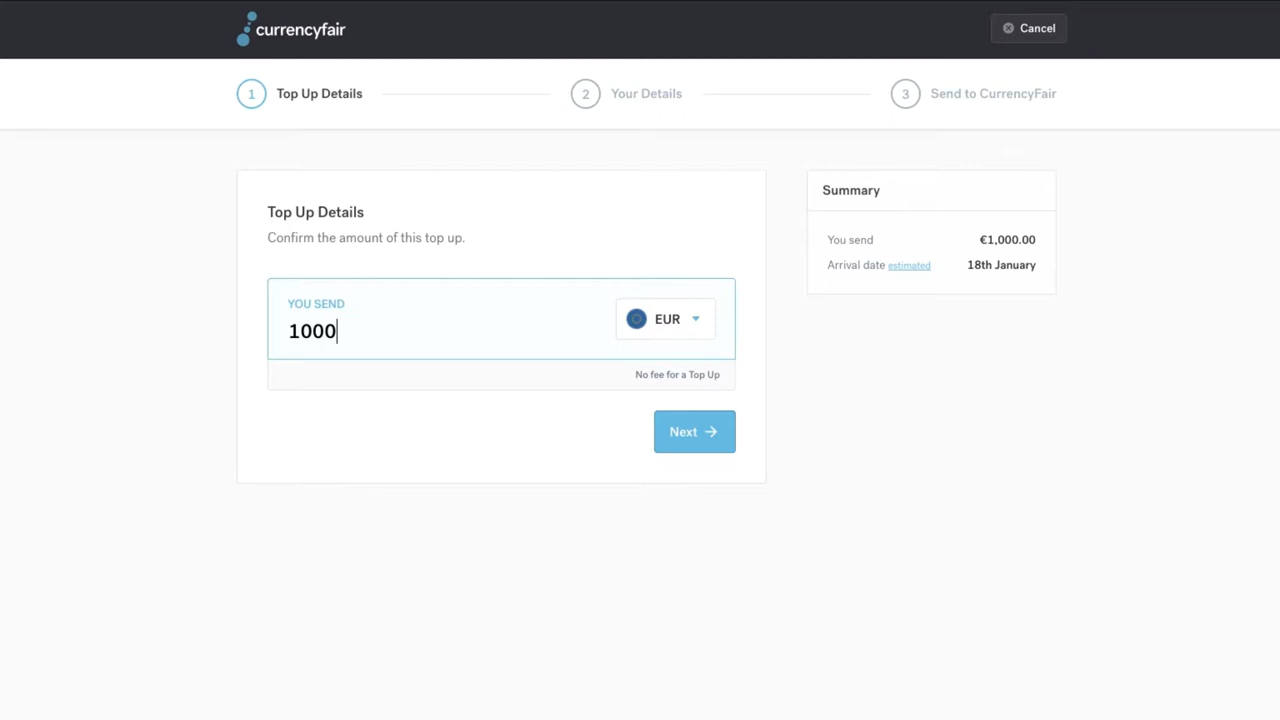 currencyfair
Cancel
1 Top Up Details
2 Your Details
3 Send to CurrencyFair
Top Up Details
Confirm the amount of this top up.
YOU SEND
1000
EUR
No fee for a Top Up
Next
Summary
You send €1,000.00
Arrival date estimated 18th January